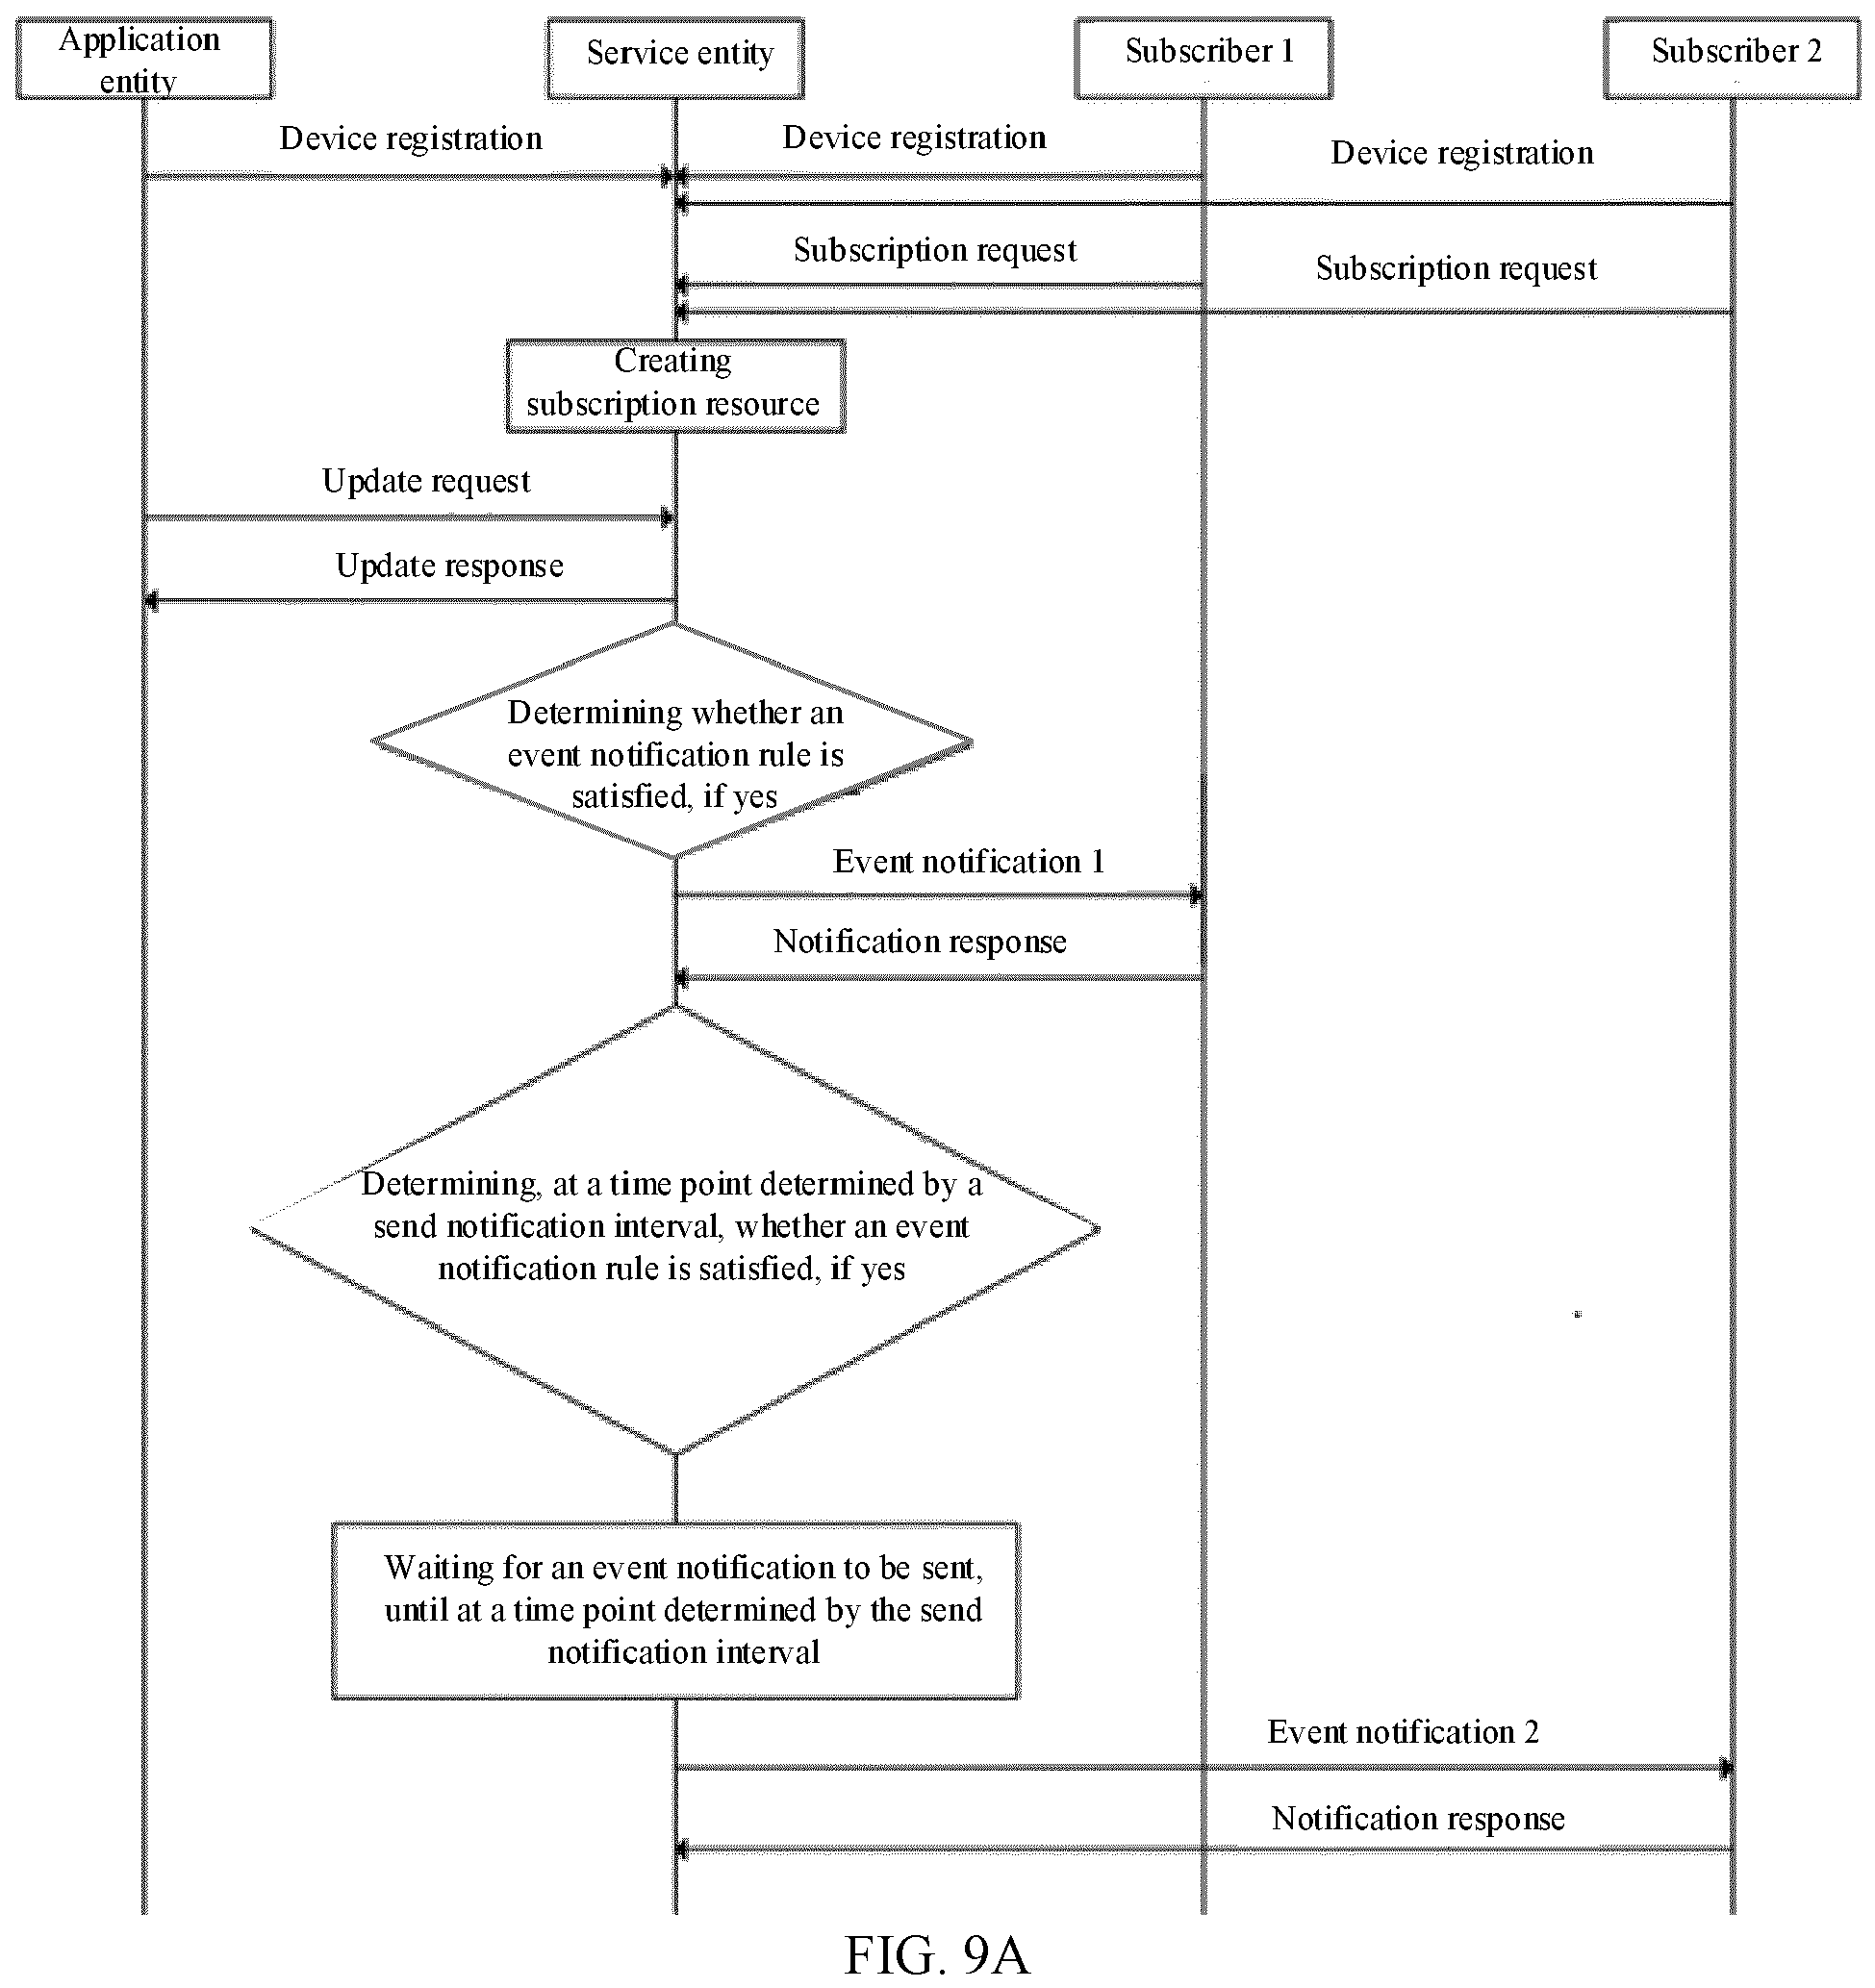 Application
entity
Service entity
Subscriber 1
Subscriber 2
Device registration
Device registration
Device registration
Subscription request
Subscription request
Creating
subscription resource
Update request
Update response
Determining whether an
event notification rule is
satisfied, if yes
Event notification 1
Notification response
Determining, at a time point determined by a
send notification interval, whether an event
notification rule is satisfied, if yes
Waiting for an event notification to be sent,
until at a time point determined by the send
notification interval
Event notification 2
Notification response
FIG. 9A